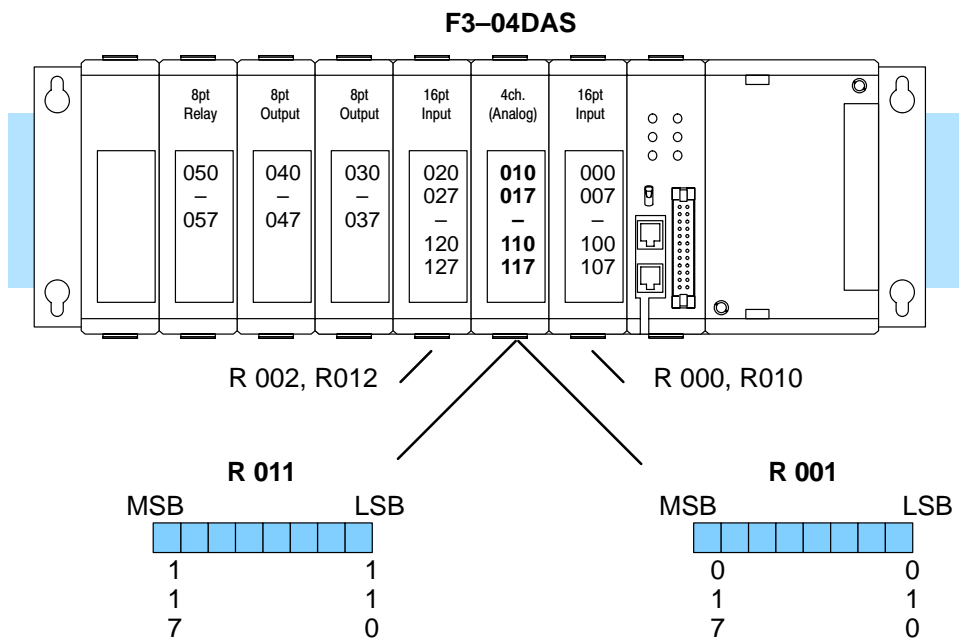 F3–04DAS
8pt
Relay
8pt
Output
8pt
Output
16pt
Input
4ch.
(Analog)
16pt
Input
050
–
057
040
–
047
030
–
037
020
027
–
120
127
010
017
–
110
117
000
007
–
100
107
R 002, R012
R 000, R010
R 011
MSB LSB
1 1
1 1
7 0
R 001
MSB LSB
0 0
1 1
7 0